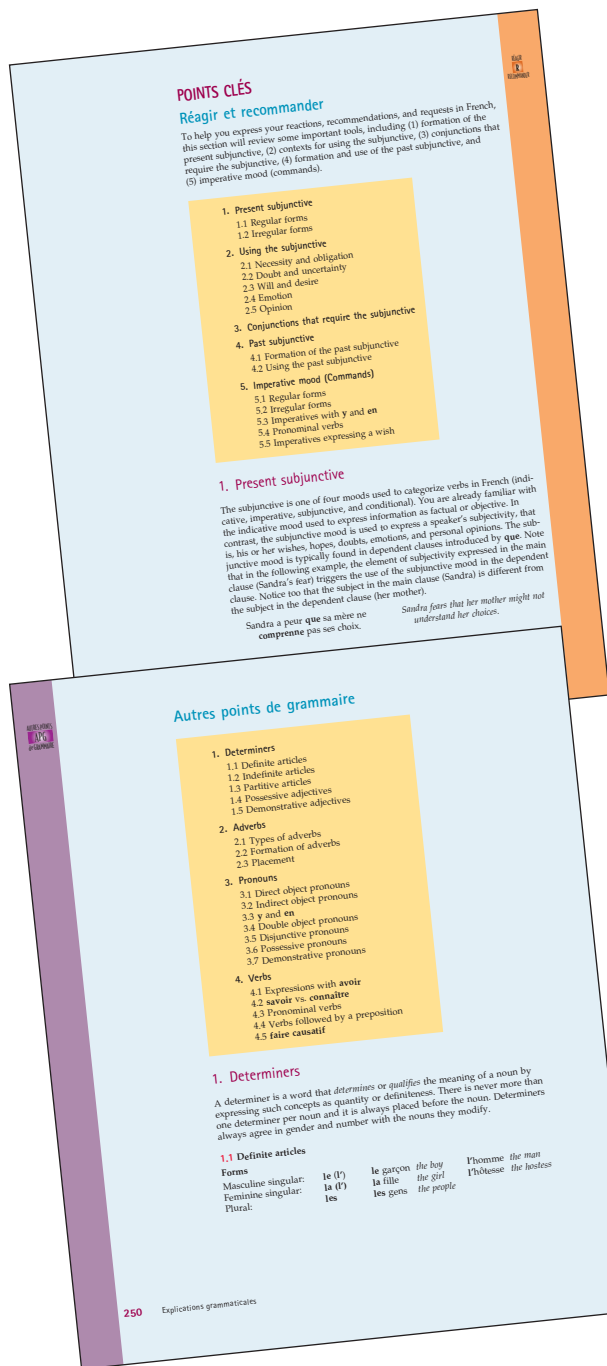 POINTS CLÉS
Réagir et recommander
To help you express your reactions, recommendations, and requests in French,
this section will review some important tools, including (1) formation of the
present subjunctive, (2) contexts for using the subjunctive, (3) conjunctions that
require the subjunctive, (4) formation and use of the past subjunctive, and
(5) imperative mood (commands).
RÉAGIR
R
RECOMMANDER
1. Present subjunctive
1.1 Regular forms
1.2 Irregular forms
2. Using the subjunctive
2.1 Necessity and obligation
2.2 Doubt and uncertainty
2.3 Will and desire
2.4 Emotion
2.5 Opinion
3. Conjunctions that require the subjunctive
4. Past subjunctive
4.1 Formation of the past subjunctive
4.2 Using the past subjunctive
5. Imperative mood (Commands)
5.1 Regular forms
5.2 Irregular forms
5.3 Imperatives with y and en
5.4 Pronominal verbs
5.5 Imperatives expressing a wish
1. Present subjunctive
The subjunctive is one of four moods used to categorize verbs in French (indi-
cative, imperative, subjunctive, and conditional). You are already familiar with
the indicative mood used to express information as factual or objective. In
contrast, the subjunctive mood is used to express a speaker's subjectivity, that
is, his or her wishes, hopes, doubts, emotions, and personal opinions. The sub-
junctive mood is typically found in dependent clauses introduced by que. Note
that in the following example, the element of subjectivity expressed in the main
clause (Sandra's fear) triggers the use of the subjunctive mood in the dependent
clause. Notice too that the subject in the main clause (Sandra) is different from
the subject in the dependent clause (her mother).
Sandra a peur que sa mère ne
comprenne pas ses choix.
Sandra fears that her mother might not
understand her choices.
AUTRES POINTS
APG
de GRAMMAIRE
Autres points de grammaire
1. Determiners
1.1 Definite articles
1.2 Indefinite articles
1.3 Partitive articles
1.4 Possessive adjectives
1.5 Demonstrative adjectives
2. Adverbs
2.1 Types of adverbs
2.2 Formation of adverbs
2.3 Placement
3. Pronouns
3.1 Direct object pronouns
3.2 Indirect object pronouns
3.3 y and en
3.4 Double object pronouns
3.5 Disjunctive pronouns
3.6 Possessive pronouns
3.7 Demonstrative pronouns
4. Verbs
4.1 Expressions with avoir
4.2 savoir vs. connaître
4.3 Pronominal verbs
4.4 Verbs followed by a preposition
4.5 faire causatif
1. Determiners
A determiner is a word that determines or qualifies the meaning of a noun by
expressing such concepts as quantity or definiteness. There is never more than
one determiner per noun and it is always placed before the noun. Determiners
always agree in gender and number with the nouns they modify.
1.1 Definite articles
Forms
Masculine singular: le (l') le garçon the boy l'homme the man
Feminine singular: la (l') la fille the girl l'hôtesse the hostess
Plural: les les gens the people
250 Explications grammaticales